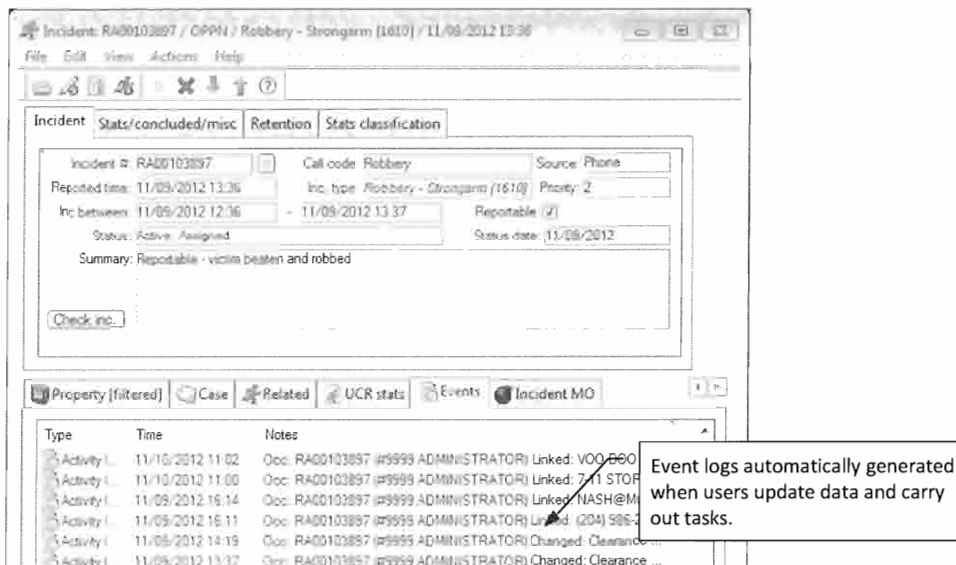 Incident: RA00103897 / OPPN / Robbery - Strongarm [1610] / 11/09/2012 13:36
File Edit View Actions Help
Incident Stats/concluded/misc Retention Stats classification
Incident #: RA00103897 Call code: Robbery Source: Phone
Reported time: 11/09/2012 13:36 Inc. type: Robbery - Strongarm [1610] Priority: 2
Inc between: 11/09/2012 12:36 - 11/09/2012 13:37 Reportable
Status: Active, Assigned Status date: 11/09/2012
Summary: Reportable - victim beaten and robbed
Check inc.
Property [filtered] Case Related UCR stats Events Incident MO
Type Time Notes
Activity l... 11/10/2012 11:02 Occ: RA00103897 (#9999 ADMINISTRATOR) Linked: VOO DOO
Activity l... 11/10/2012 11:00 Occ: RA00103897 (#9999 ADMINISTRATOR) Linked: 7-11 STOR
Activity l... 11/09/2012 16:14 Occ: RA00103897 (#9999 ADMINISTRATOR) Linked: NASH@M
Activity l... 11/09/2012 16:11 Occ: RA00103897 (#9999 ADMINISTRATOR) Linked: (204) 986-2
Activity l... 11/09/2012 14:19 Occ: RA00103897 (#9999 ADMINISTRATOR) Changed: Clearance ...
Activity l... 11/09/2012 13:37 Occ: RA00103897 (#9999 ADMINISTRATOR) Changed: Clearance ...
Event logs automatically generated
when users update data and carry
out tasks.